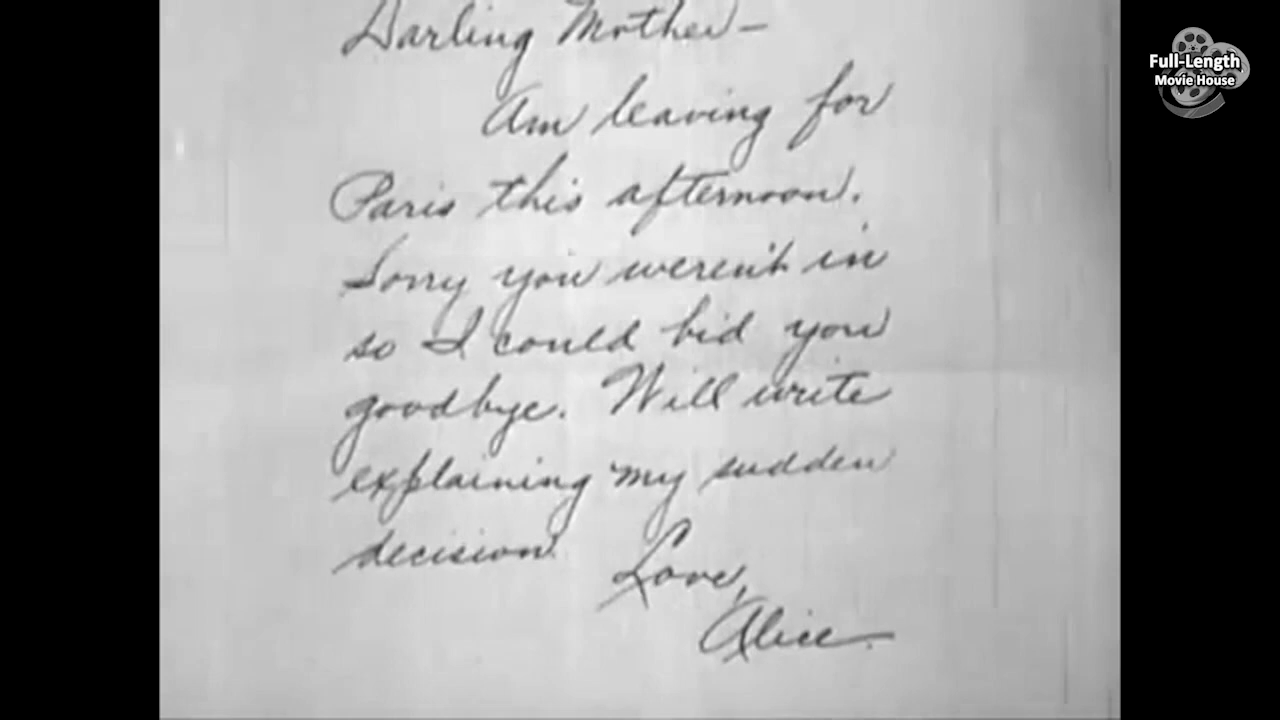 Darling Mother-
Am leaving for
Paris this afternoon.
Sorry you weren't in
so I could bid you
goodbye. Will write
explaining my sudden
decision.
Love,
Alice.
Full-Length
Movie House